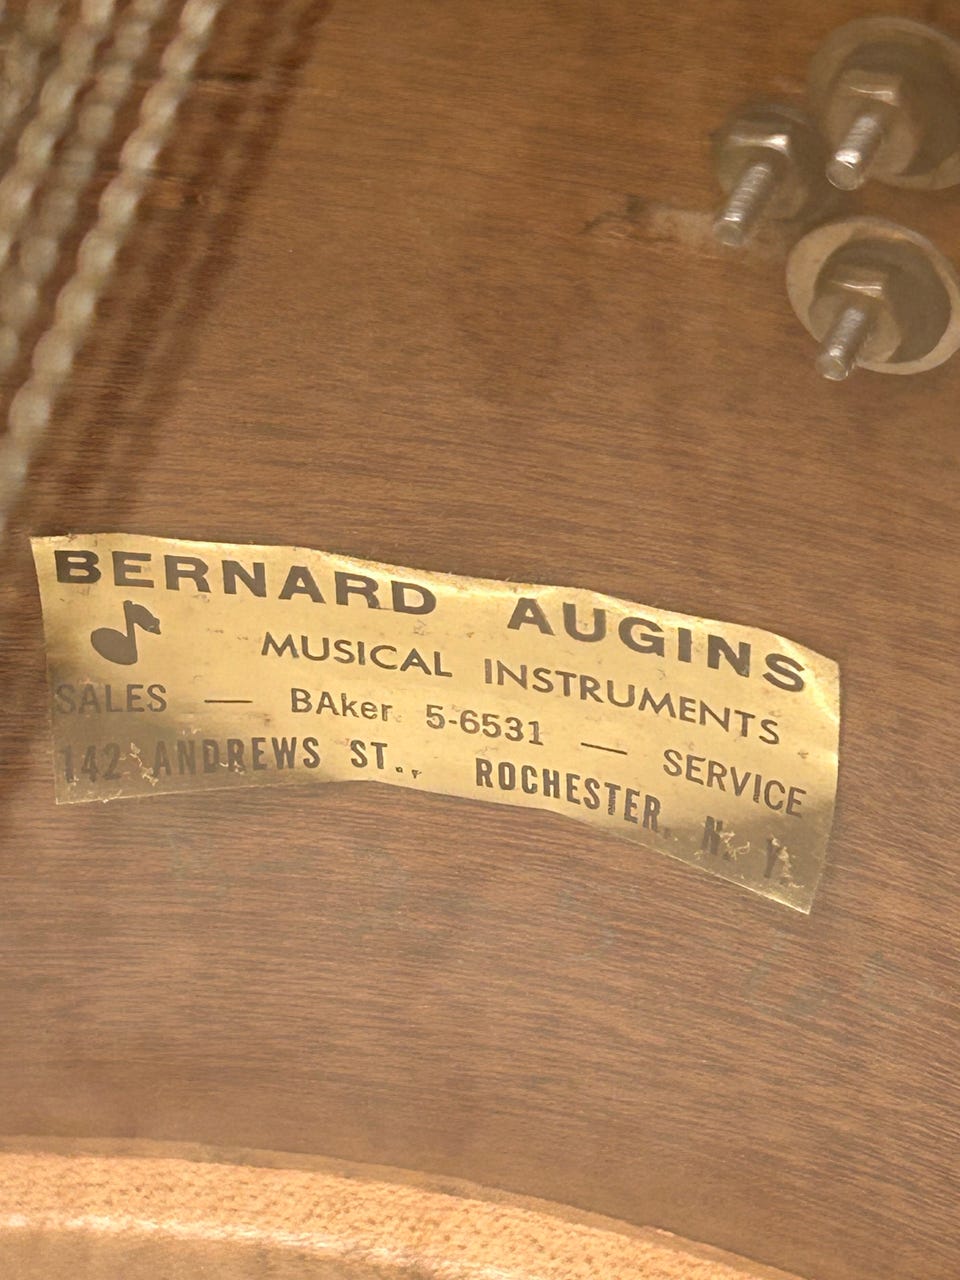 BERNARD AUGINS
MUSICAL INSTRUMENTS
SALES — BAker 5-6531 — SERVICE
142 ANDREWS ST., ROCHESTER, N. Y.